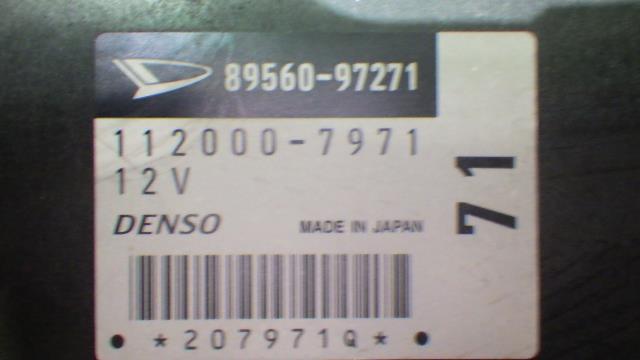 89560-97271
112000-7971
12V
DENSO MADE IN JAPAN
71
*207971Q*